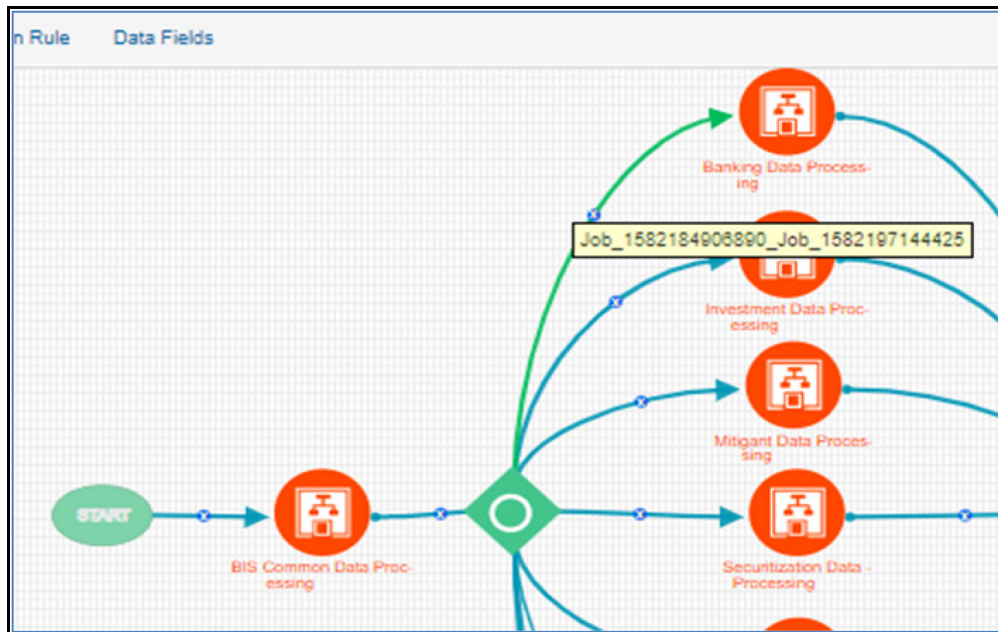 n Rule Data Fields
Banking Data Process-
ing
Job_1582184906890_Job_1582197144425
Investment Data Proc-
essing
Mitigant Data Proces-
sing
START
BIS Common Data Proc-
essing
Securitization Data -
Processing